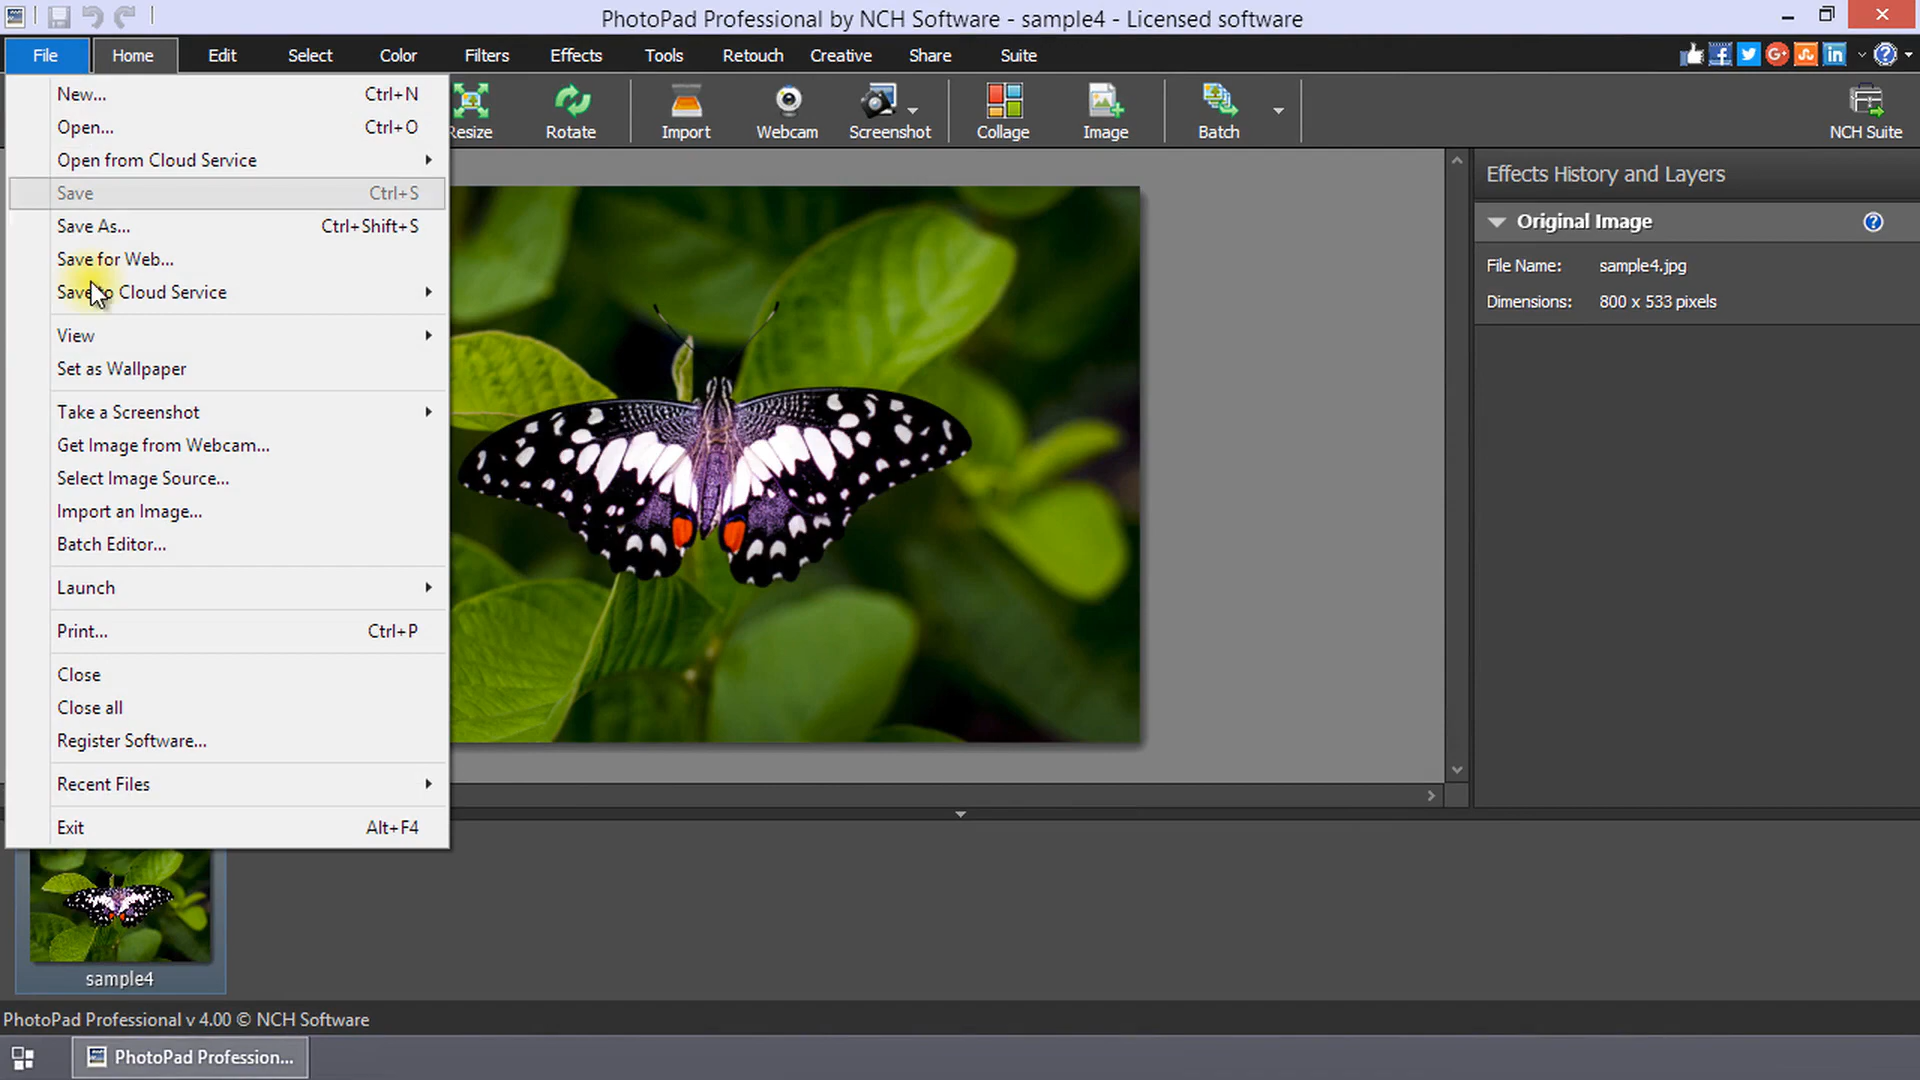 PhotoPad Professional by NCH Software - sample4 - Licensed software
File Home Edit Select Color Filters Effects Tools Retouch Creative Share Suite
Resize Rotate Import Webcam Screenshot Collage Image Batch NCH Suite
New... Ctrl+N
Open... Ctrl+O
Open from Cloud Service
Save Ctrl+S
Save As... Ctrl+Shift+S
Save for Web...
Save to Cloud Service
View
Set as Wallpaper
Take a Screenshot
Get Image from Webcam...
Select Image Source...
Import an Image...
Batch Editor...
Launch
Print... Ctrl+P
Close
Close all
Register Software...
Recent Files
Exit Alt+F4
Effects History and Layers
Original Image
File Name: sample4.jpg
Dimensions: 800 x 533 pixels
sample4
PhotoPad Professional v 4.00 © NCH Software
PhotoPad Profession...